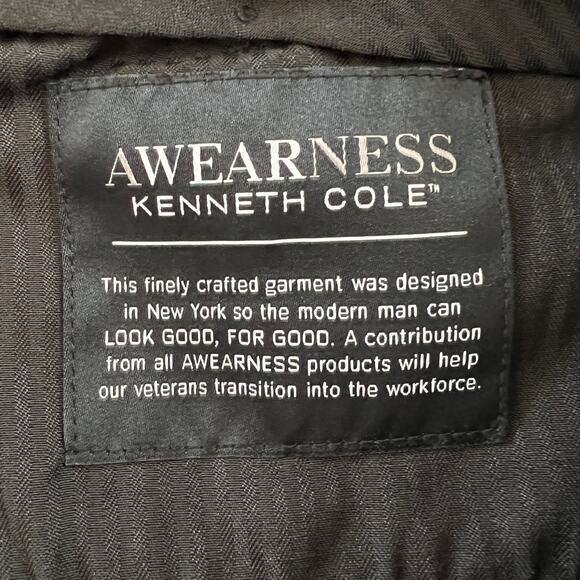 AWEARNESS
KENNETH COLE™
This finely crafted garment was designed
in New York so the modern man can
LOOK GOOD, FOR GOOD. A contribution
from all AWEARNESS products will help
our veterans transition into the workforce.